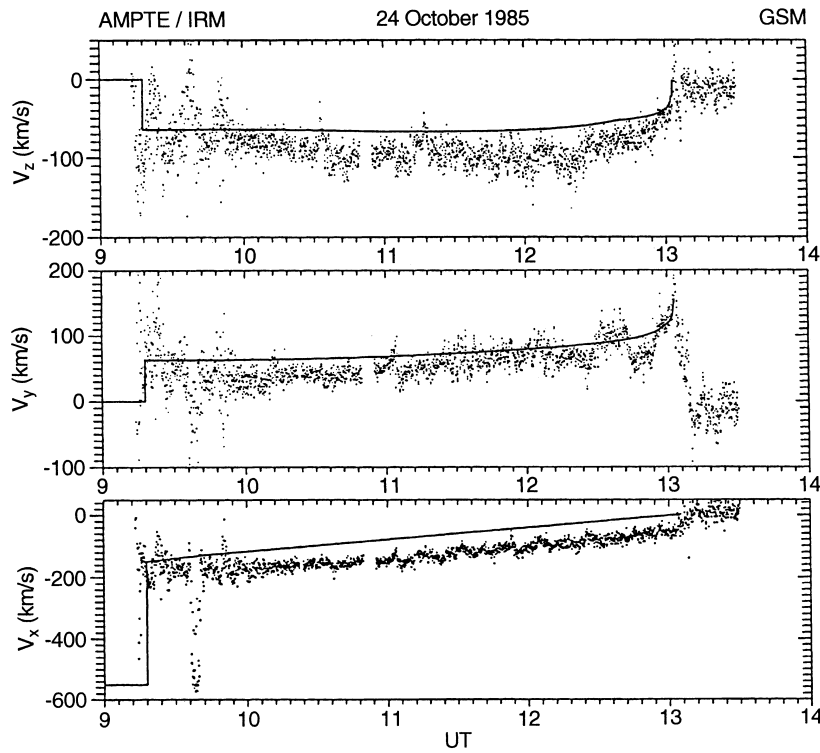 AMPTE / IRM 24 October 1985 GSM
0
-100
-200
Vz (km/s)
9 10 11 12 13 14
200
100
0
-100
Vy (km/s)
9 10 11 12 13 14
0
-200
-400
-600
Vx (km/s)
9 10 11 12 13 14
UT